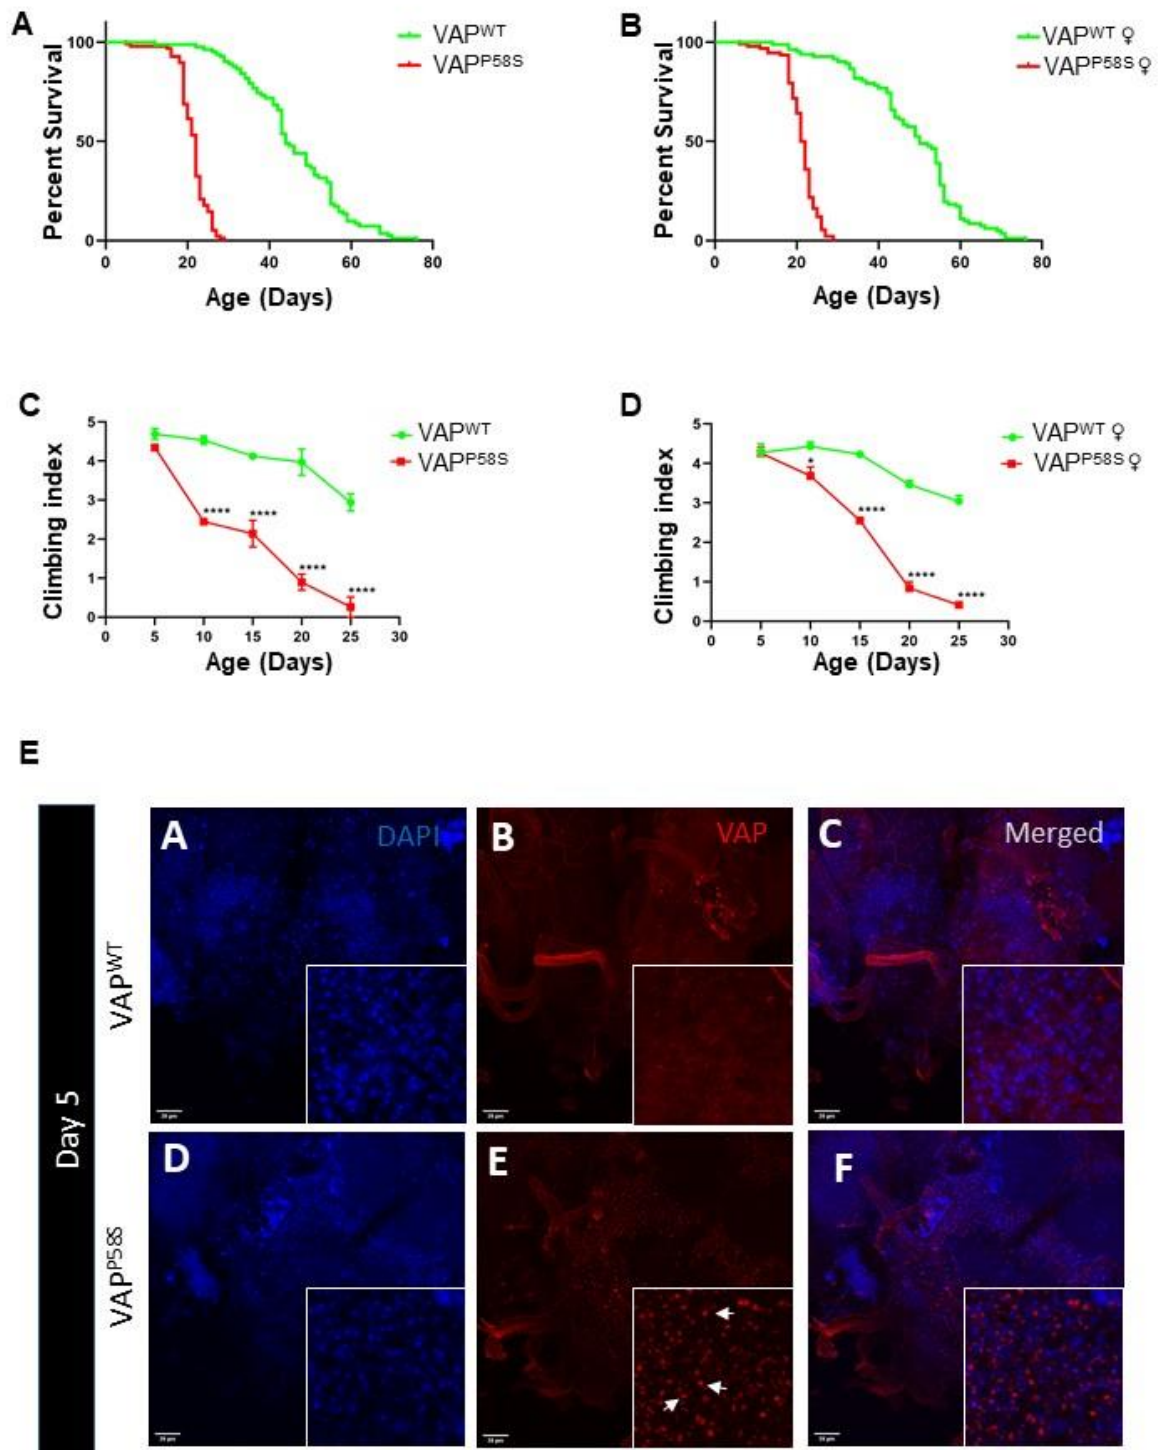 A
VAPWT
VAPP58S
100
50
0
Percent Survival
0 20 40 60 80
Age (Days)
B
VAPWT ♀
VAPP58S ♀
100
50
0
Percent Survival
0 20 40 60 80
Age (Days)
C
VAPWT
VAPP58S
5
4
3
2
1
0
Climbing index
**** **** **** ****
0 5 10 15 20 25 30
Age (Days)
D
VAPWT ♀
VAPP58S ♀
5
4
3
2
1
0
Climbing index
* **** **** ****
0 5 10 15 20 25 30
Age (Days)
E
Day 5
VAPWT
A DAPI
B VAP
C Merged
VAPP58S
D
E
F